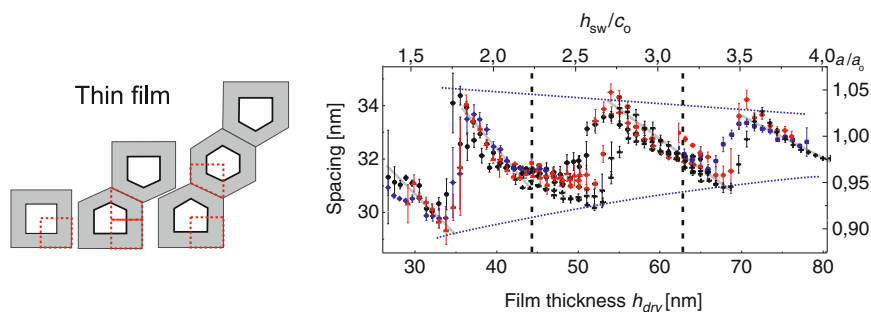 Thin film
h_sw/c_o
1,5 2,0 2,5 3,0 3,5 4,0 a/a_o
Spacing [nm]
34
32
30
1,05
1,00
0,95
0,90
30 40 50 60 70 80
Film thickness h_dry [nm]